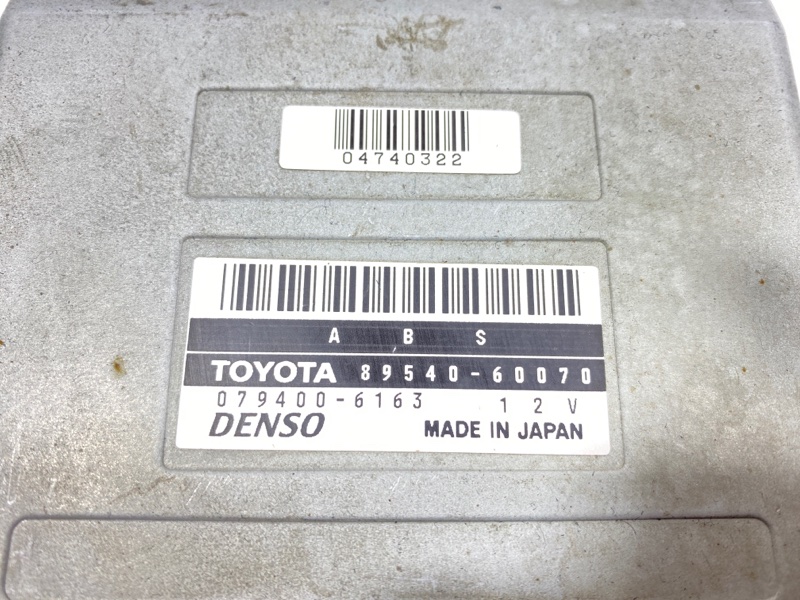 04740322
A B S
TOYOTA 89540-60070
079400-6163 12V
DENSO MADE IN JAPAN